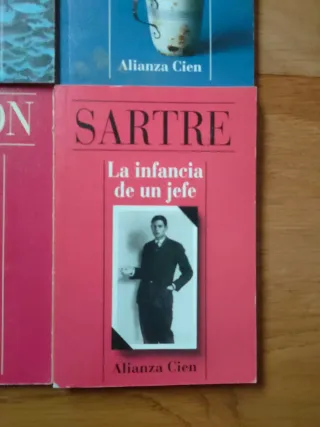 Alianza Cien
ON
SARTRE
La infancia
de un jefe
Alianza Cien